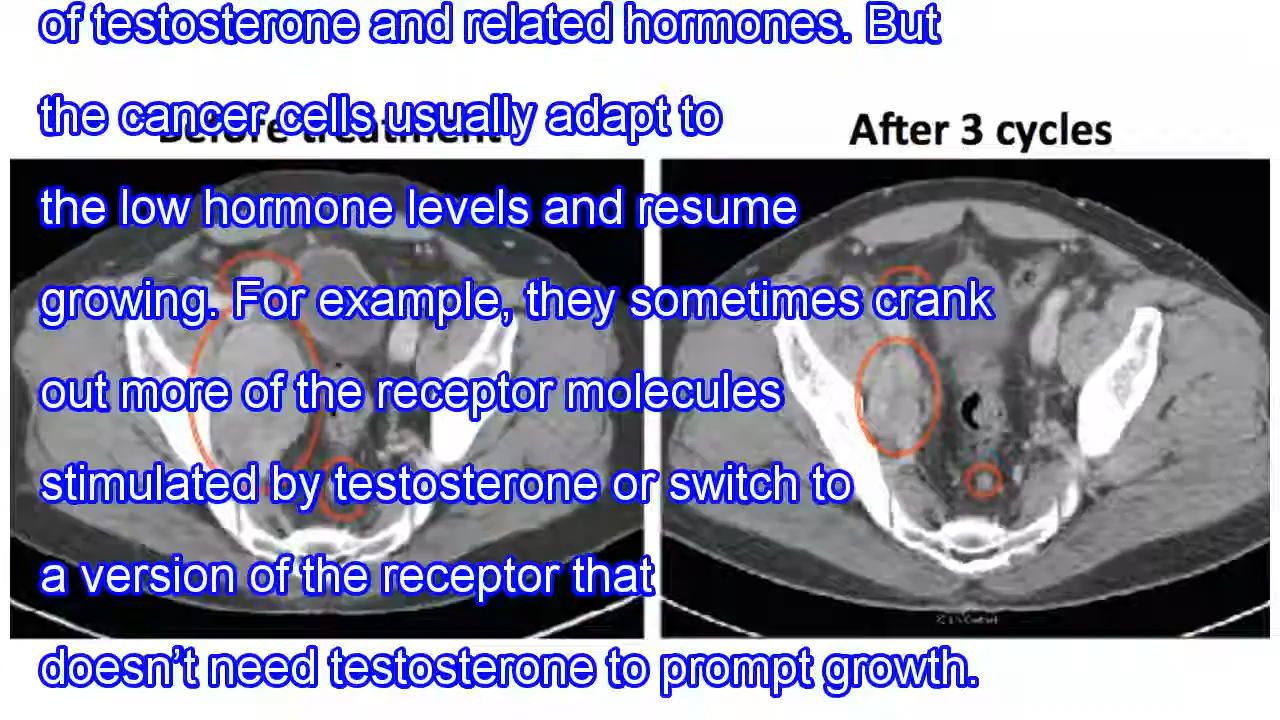 of testosterone and related hormones. But
the cancer cells usually adapt to
Before treatment
After 3 cycles
the low hormone levels and resume
growing. For example, they sometimes crank
out more of the receptor molecules
stimulated by testosterone or switch to
a version of the receptor that
doesn’t need testosterone to prompt growth.